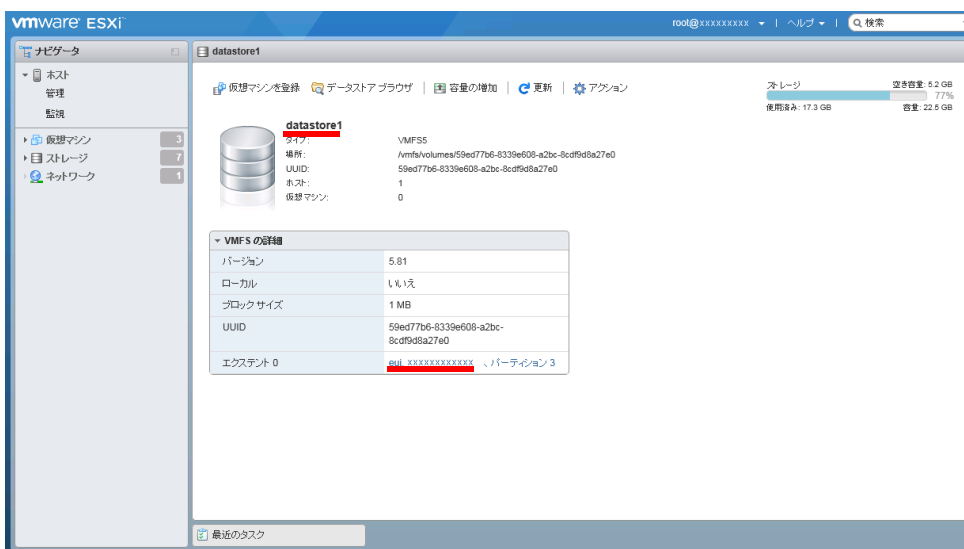 vmware ESXi
root@xxxxxxxxx ヘルプ 検索
ナビゲータ
ホスト
管理
監視
仮想マシン 3
ストレージ 7
ネットワーク 1
datastore1
仮想マシンを登録 データストア ブラウザ 容量の増加 更新 アクション
ストレージ 空き容量: 5.2 GB
77%
使用済み: 17.3 GB 容量: 22.5 GB
datastore1
タイプ: VMFS5
場所: /vmfs/volumes/59ed77b6-8339e608-a2bc-8cdf9d8a27e0
UUID: 59ed77b6-8339e608-a2bc-8cdf9d8a27e0
ホスト: 1
仮想マシン: 0
VMFS の詳細
バージョン 5.81
ローカル いいえ
ブロック サイズ 1 MB
UUID 59ed77b6-8339e608-a2bc-
8cdf9d8a27e0
エクステント 0 eui. xxxxxxxxxxxx 、パーティション 3
最近のタスク